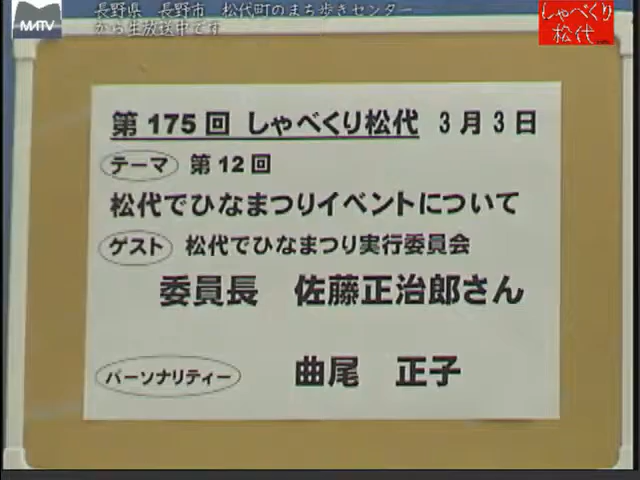 長野県 長野市 松代町のまち歩きセンター
から生放送中です
MATV
しゃべくり
松代
第175回 しゃべくり松代 3月3日
テーマ 第12回
松代でひなまつりイベントについて
ゲスト 松代でひなまつり実行委員会
委員長 佐藤正治郎さん
パーソナリティー 曲尾 正子